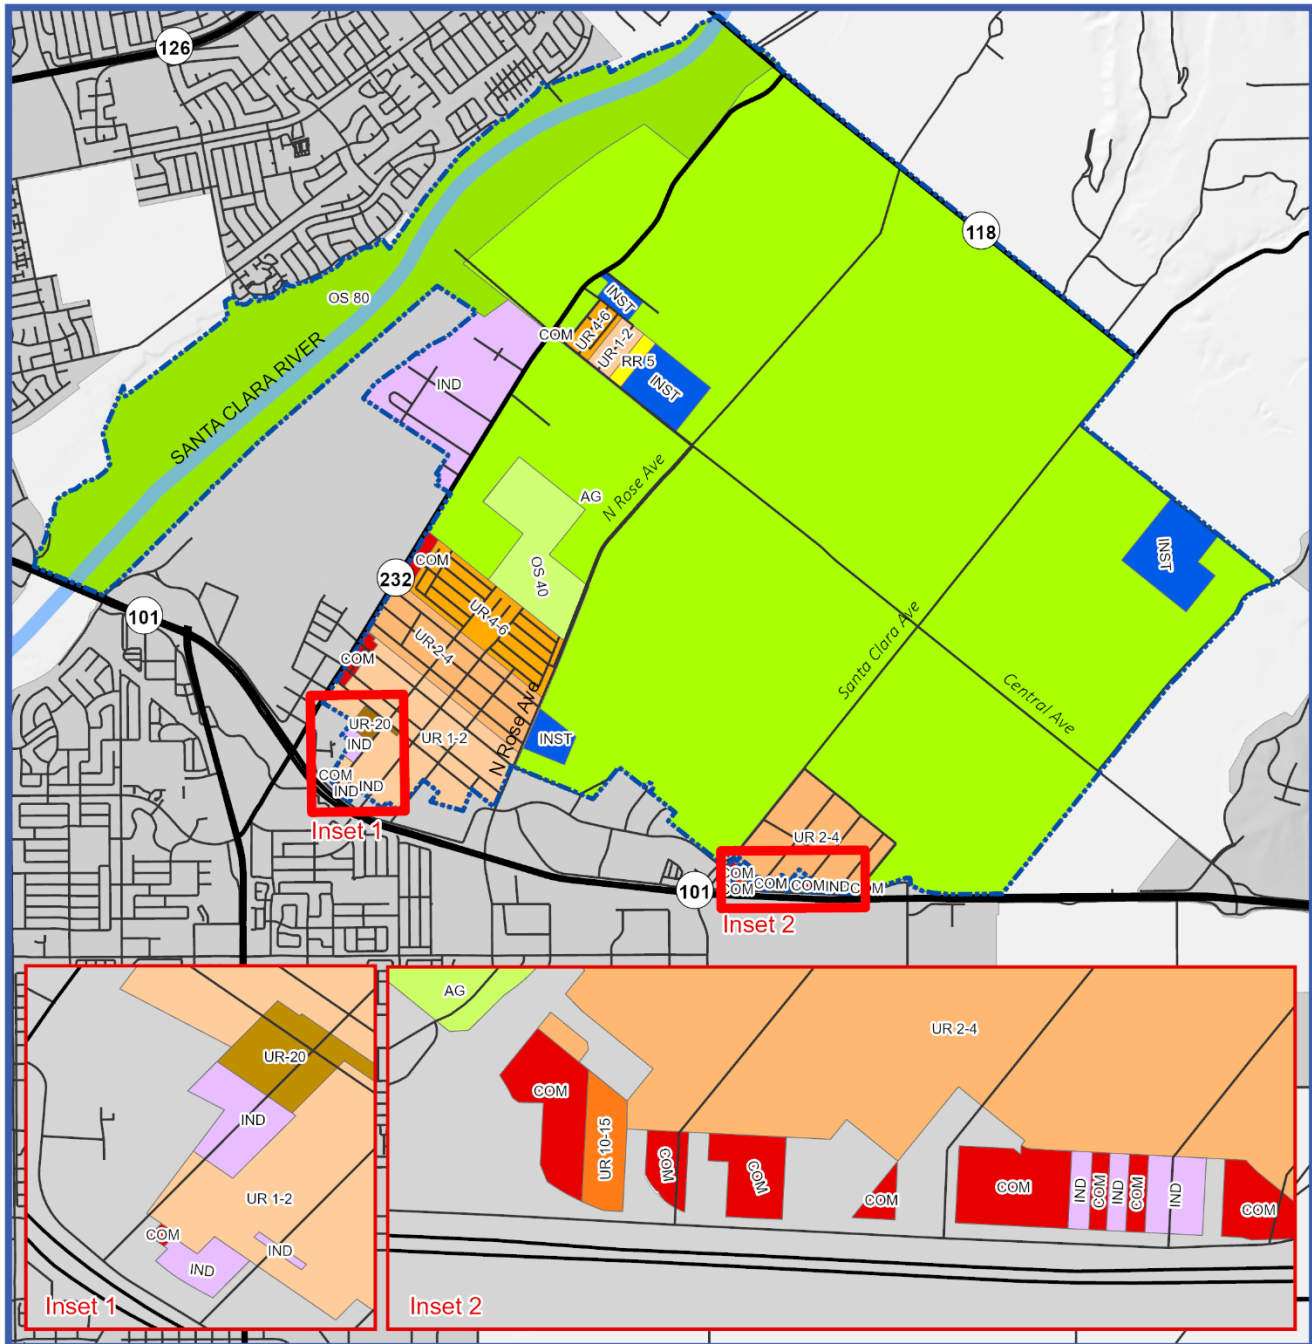 126
118
OS 80
SANTA CLARA RIVER
INST
COM
UR 4-6
UR 1-2
RR 5
INST
IND
N Rose Ave
AG
OS 40
INST
COM
232
UR 4-6
UR 2-4
101
COM
Santa Clara Ave
Central Ave
N Rose Ave
UR-20
IND
UR 1-2
INST
COM
IND
IND
Inset 1
UR 2-4
COM
COM
COM
COM
IND
COM
101
Inset 2
UR-20
IND
UR 1-2
COM
IND
IND
Inset 1
AG
UR 2-4
COM
UR 10-15
COM
COM
COM
COM
IND
COM
IND
COM
IND
COM
Inset 2